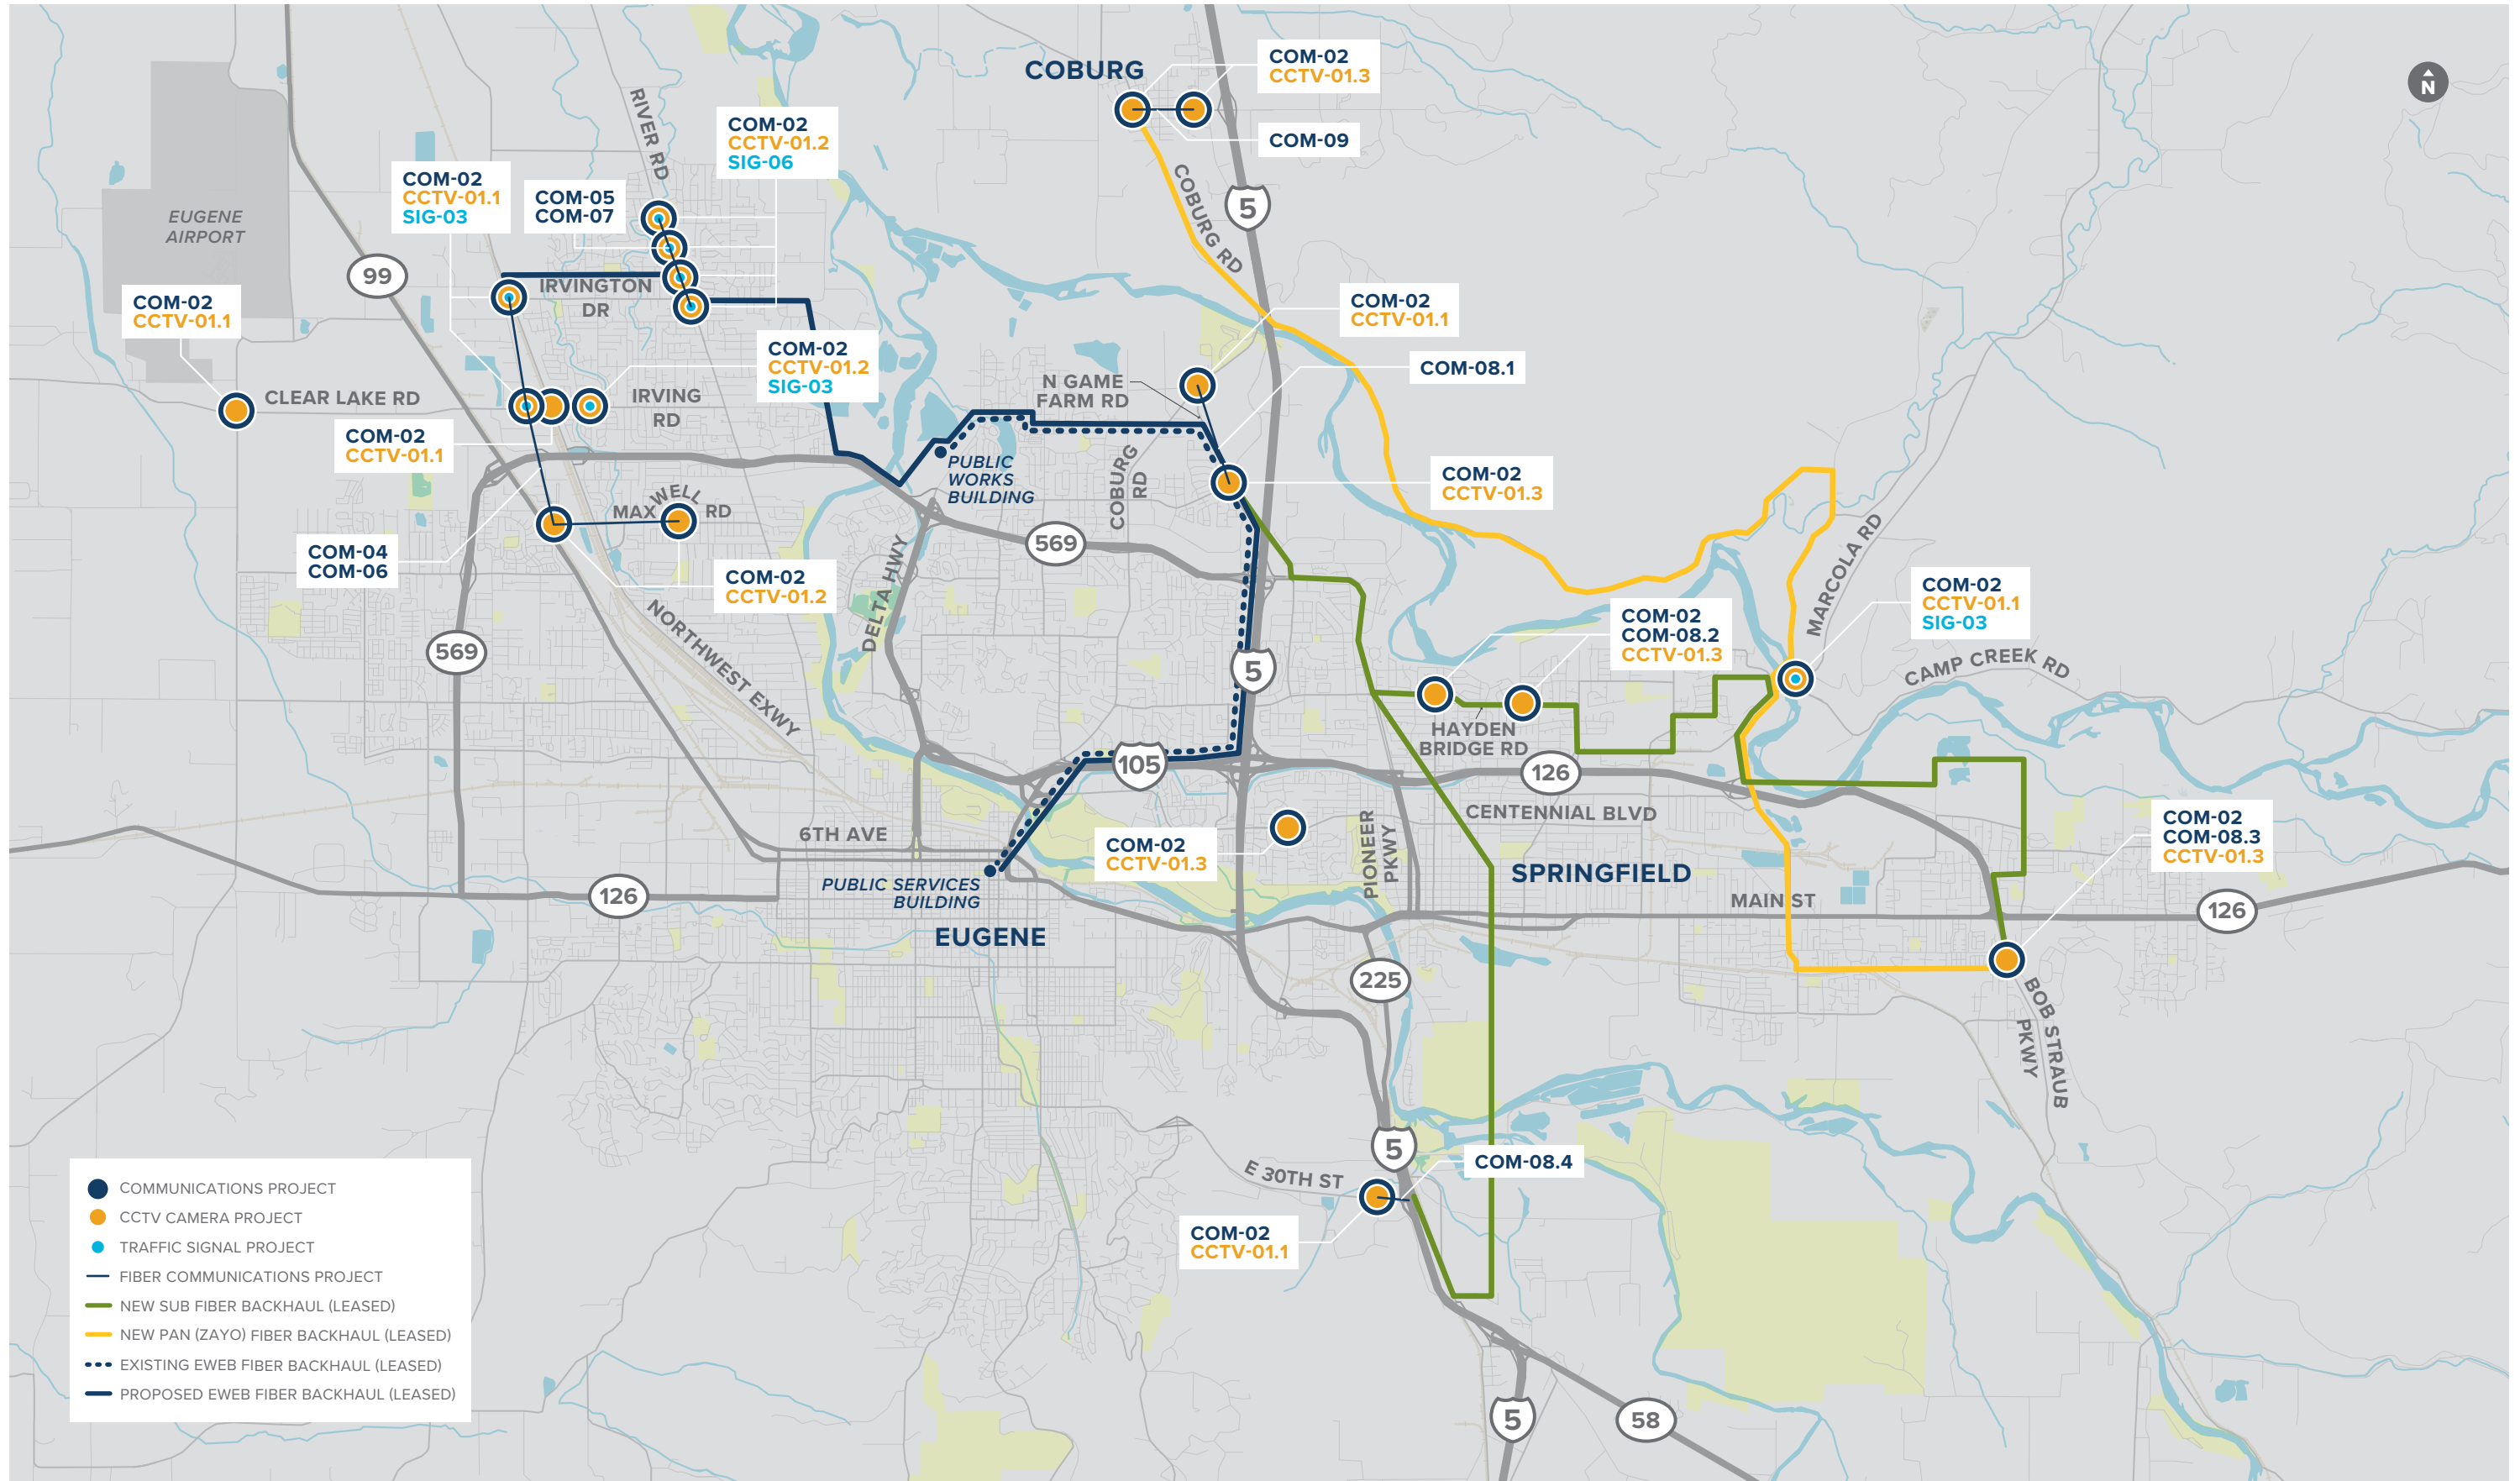 COBURG
COM-02
CCTV-01.3
COM-09
N
RIVER RD
COM-02
CCTV-01.2
SIG-06
COM-02
CCTV-01.1
SIG-03
COM-05
COM-07
EUGENE
AIRPORT
99
5
COBURG RD
IRVINGTON
DR
COM-02
CCTV-01.1
COM-02
CCTV-01.1
COM-02
CCTV-01.2
SIG-03
COM-08.1
N GAME
FARM RD
CLEAR LAKE RD
IRVING
RD
COM-02
CCTV-01.1
PUBLIC
WORKS
BUILDING
COBURG
RD
COM-02
CCTV-01.3
MAXWELL RD
COM-04
COM-06
569
DELTA HWY
COM-02
CCTV-01.2
MARCOLA RD
COM-02
CCTV-01.1
SIG-03
COM-02
COM-08.2
CCTV-01.3
569
NORTHWEST EXWY
5
CAMP CREEK RD
HAYDEN
BRIDGE RD
105
126
CENTENNIAL BLVD
6TH AVE
COM-02
CCTV-01.3
PIONEER
PKWY
SPRINGFIELD
COM-02
COM-08.3
CCTV-01.3
PUBLIC SERVICES
BUILDING
126
MAIN ST
126
EUGENE
225
BOB STRAUB
PKWY
5
COM-08.4
E 30TH ST
COM-02
CCTV-01.1
COMMUNICATIONS PROJECT
CCTV CAMERA PROJECT
TRAFFIC SIGNAL PROJECT
FIBER COMMUNICATIONS PROJECT
NEW SUB FIBER BACKHAUL (LEASED)
NEW PAN (ZAYO) FIBER BACKHAUL (LEASED)
EXISTING EWEB FIBER BACKHAUL (LEASED)
PROPOSED EWEB FIBER BACKHAUL (LEASED)
5
58